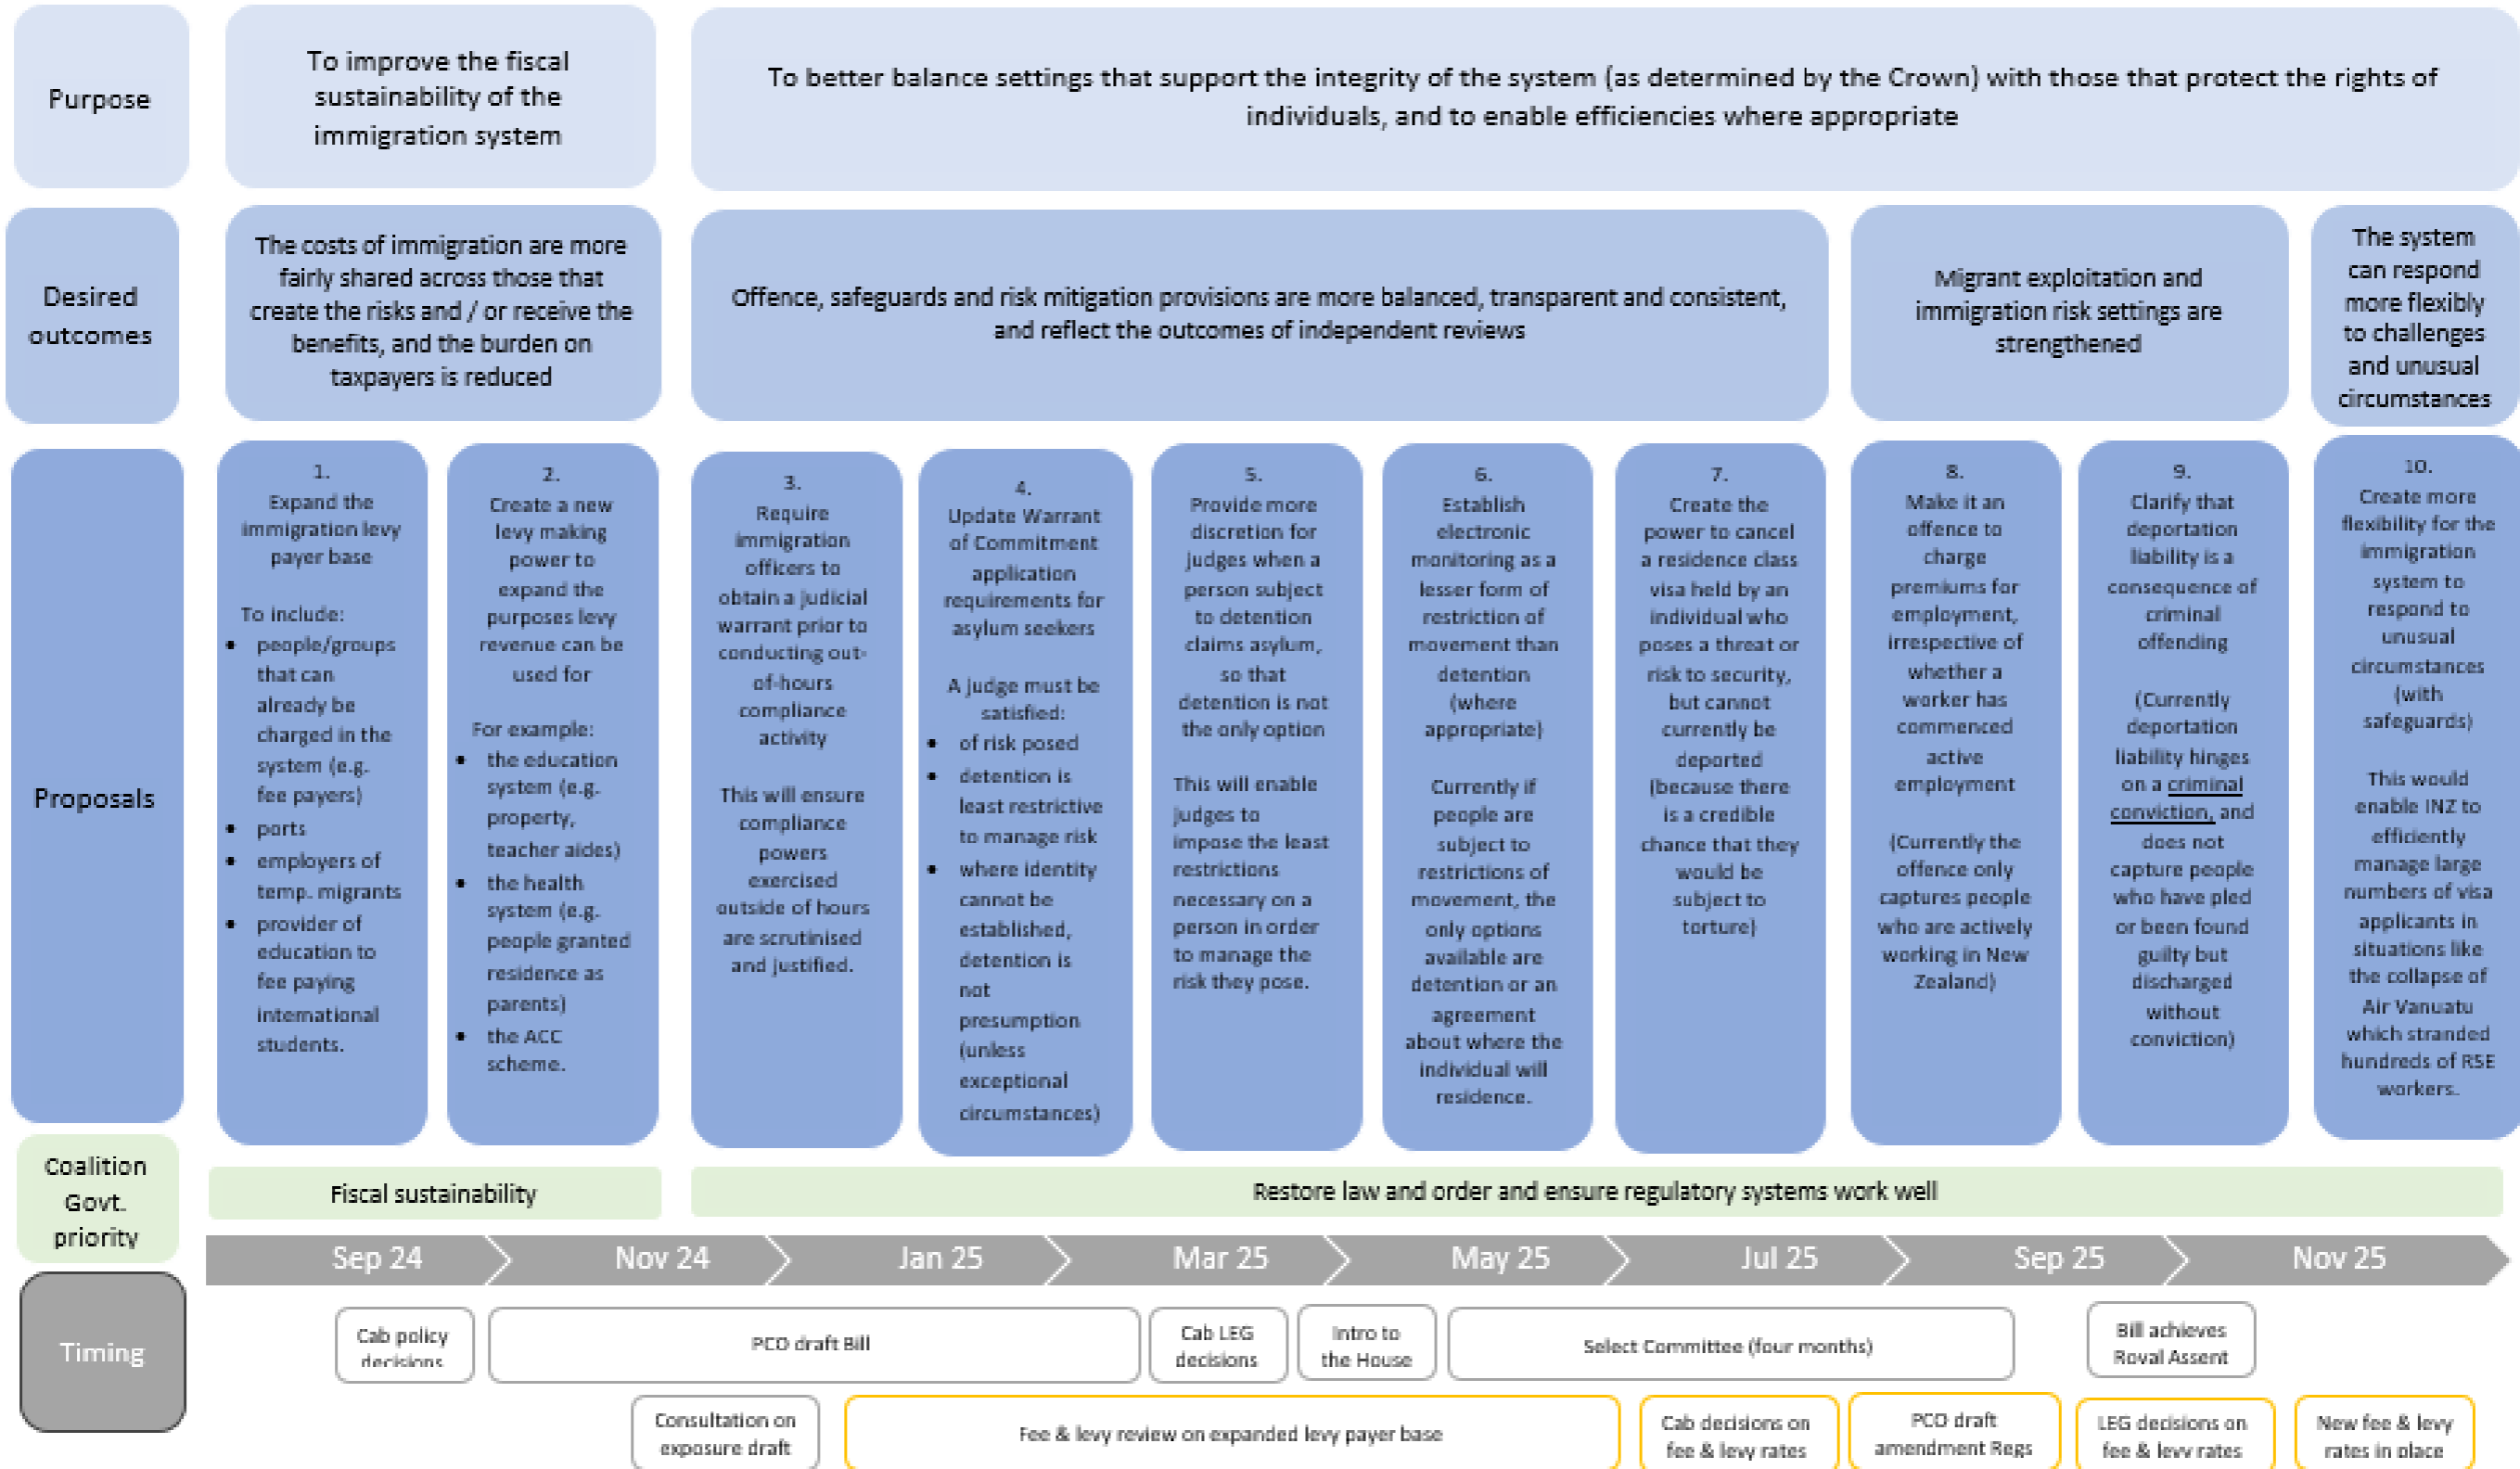 Purpose
To improve the fiscal
sustainability of the
immigration system
To better balance settings that support the integrity of the system (as determined by the Crown) with those that protect the rights of
individuals, and to enable efficiencies where appropriate
Desired
outcomes
The costs of immigration are more
fairly shared across those that
create the risks and / or receive the
benefits, and the burden on
taxpayers is reduced
Offence, safeguards and risk mitigation provisions are more balanced, transparent and consistent,
and reflect the outcomes of independent reviews
Migrant exploitation and
immigration risk settings are
strengthened
The system
can respond
more flexibly
to challenges
and unusual
circumstances
Proposals
1.
Expand the
immigration levy
payer base
To include:
• people/groups
that can
already be
charged in the
system (e.g.
fee payers)
• ports
• employers of
temp. migrants
• provider of
education to
fee paying
international
students.
2.
Create a new
levy making
power to
expand the
purposes levy
revenue can be
used for
For example:
• the education
system (e.g.
property,
teacher aides)
• the health
system (e.g.
people granted
residence as
parents)
• the ACC
scheme.
3.
Require
immigration
officers to
obtain a judicial
warrant prior to
conducting out-
of-hours
compliance
activity
This will ensure
compliance
powers
exercised
outside of hours
are scrutinised
and justified.
4.
Update Warrant
of Commitment
application
requirements for
asylum seekers
A judge must be
satisfied:
• of risk posed
• detention is
least restrictive
to manage risk
• where identity
cannot be
established,
detention is
not
presumption
(unless
exceptional
circumstances)
5.
Provide more
discretion for
judges when a
person subject
to detention
claims asylum,
so that
detention is not
the only option
This will enable
judges to
impose the least
restrictions
necessary on a
person in order
to manage the
risk they pose.
6.
Establish
electronic
monitoring as a
lesser form of
restriction of
movement than
detention
(where
appropriate)
Currently if
people are
subject to
restrictions of
movement, the
only options
available are
detention or an
agreement
about where the
individual will
residence.
7.
Create the
power to cancel
a residence class
visa held by an
individual who
poses a threat or
risk to security,
but cannot
currently be
deported
(because there
is a credible
chance that they
would be
subject to
torture)
8.
Make it an
offence to
charge
premiums for
employment,
irrespective of
whether a
worker has
commenced
active
employment
(Currently the
offence only
captures people
who are actively
working in New
Zealand)
9.
Clarify that
deportation
liability is a
consequence of
criminal
offending
(Currently
deportation
liability hinges
on a criminal
conviction, and
does not
capture people
who have pled
or been found
guilty but
discharged
without
conviction)
10.
Create more
flexibility for the
immigration
system to
respond to
unusual
circumstances
(with
safeguards)
This would
enable INZ to
efficiently
manage large
numbers of visa
applicants in
situations like
the collapse of
Air Vanuatu
which stranded
hundreds of RSE
workers.
Coalition
Govt.
priority
Fiscal sustainability
Restore law and order and ensure regulatory systems work well
Sep 24
Nov 24
Jan 25
Mar 25
May 25
Jul 25
Sep 25
Nov 25
Timing
Cab policy
decisions
PCO draft Bill
Cab LEG
decisions
Intro to
the House
Select Committee (four months)
Bill achieves
Royal Assent
Consultation on
exposure draft
Fee & levy review on expanded levy payer base
Cab decisions on
fee & levy rates
PCO draft
amendment Regs
LEG decisions on
fee & levy rates
New fee & levy
rates in place